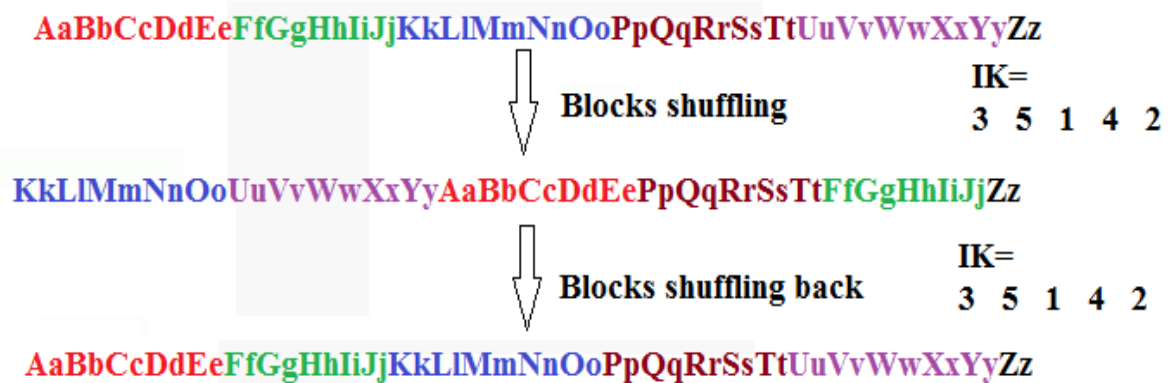 AaBbCcDdEeFfGgHhIiJjKkLlMmNnOoPpQqRrSsTtUuVvWwXxYyZz
IK=
Blocks shuffling
3 5 1 4 2
KkLlMmNnOoUuVvWwXxYyAaBbCcDdEePpQqRrSsTtFfGgHhIiJjZz
IK=
Blocks shuffling back
3 5 1 4 2
AaBbCcDdEeFfGgHhIiJjKkLlMmNnOoPpQqRrSsTtUuVvWwXxYyZz